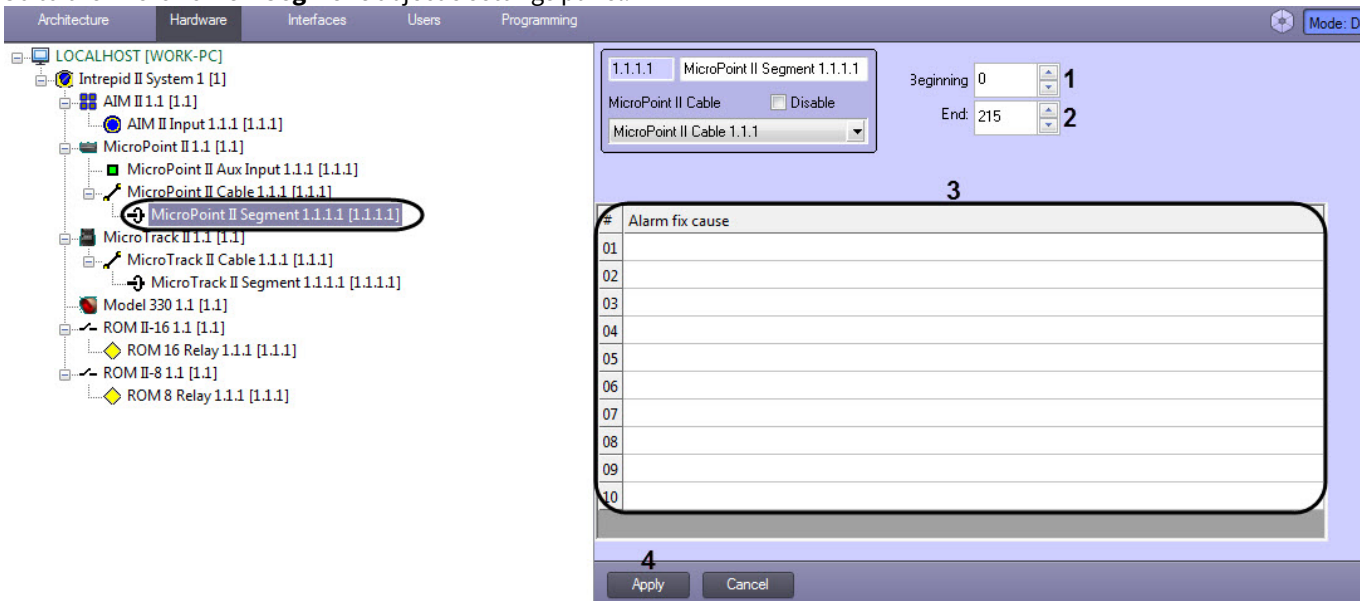 Architecture Hardware Interfaces Users Programming Mode: D
LOCALHOST [WORK-PC]
Intrepid II System 1 [1]
AIM II 1.1 [1.1]
AIM II Input 1.1.1 [1.1.1]
MicroPoint II 1.1 [1.1]
MicroPoint II Aux Input 1.1.1 [1.1.1]
MicroPoint II Cable 1.1.1 [1.1.1]
MicroPoint II Segment 1.1.1.1 [1.1.1.1]
MicroTrack II 1.1 [1.1]
MicroTrack II Cable 1.1.1 [1.1.1]
MicroTrack II Segment 1.1.1.1 [1.1.1.1]
Model 330 1.1 [1.1]
ROM II-16 1.1 [1.1]
ROM 16 Relay 1.1.1 [1.1.1]
ROM II-8 1.1 [1.1]
ROM 8 Relay 1.1.1 [1.1.1]
1.1.1.1 MicroPoint II Segment 1.1.1.1
MicroPoint II Cable Disable
MicroPoint II Cable 1.1.1
Beginning 0 1
End: 215 2
3
# Alarm fix cause
01
02
03
04
05
06
07
08
09
10
4
Apply Cancel